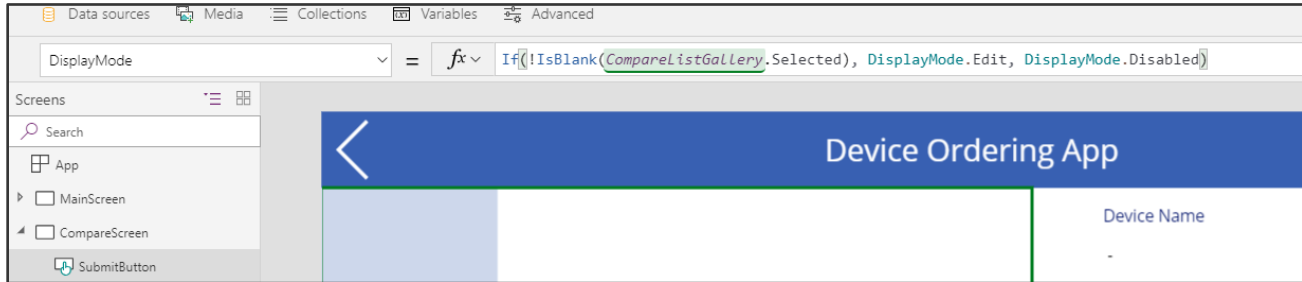 Data sources Media Collections Variables Advanced
DisplayMode = fx If(!IsBlank(CompareListGallery.Selected), DisplayMode.Edit, DisplayMode.Disabled)
Screens
Search
App
MainScreen
CompareScreen
SubmitButton
Device Ordering App
Device Name
-